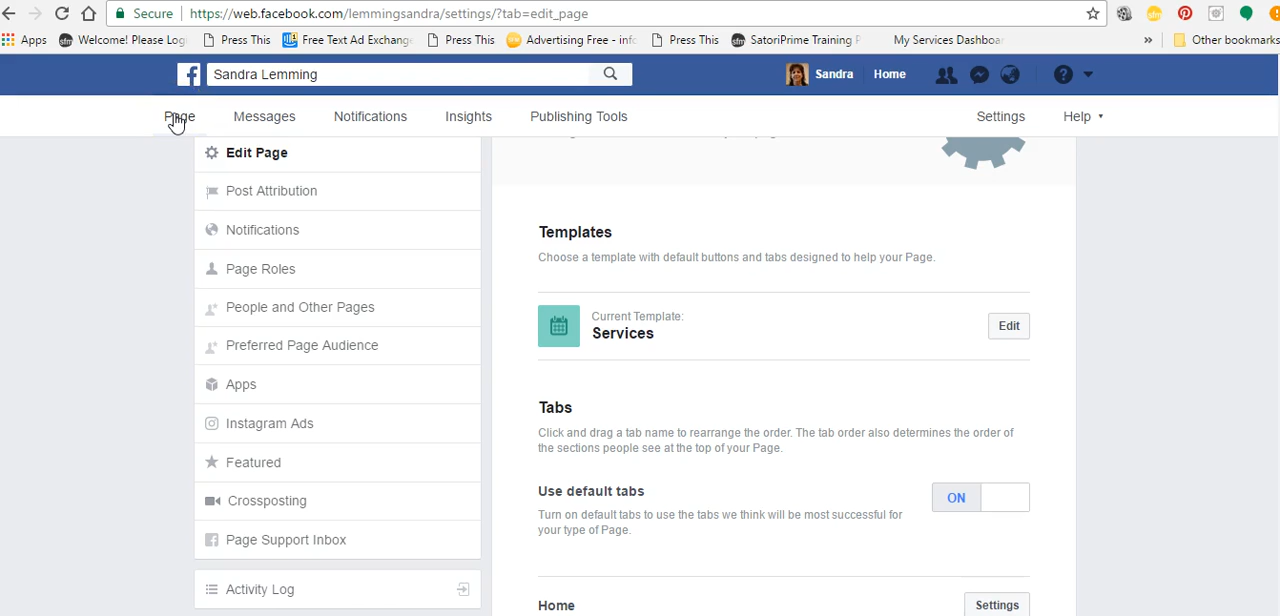 Secure https://web.facebook.com/lemmingsandra/settings/?tab=edit_page
Apps Welcome! Please Log Press This Free Text Ad Exchange Press This Advertising Free - info Press This SatoriPrime Training P My Services Dashboar » Other bookmarks
Sandra Lemming Sandra Home
Page Messages Notifications Insights Publishing Tools Settings Help
Edit Page
Post Attribution
Notifications
Page Roles
People and Other Pages
Preferred Page Audience
Apps
Instagram Ads
Featured
Crossposting
Page Support Inbox
Activity Log
Templates
Choose a template with default buttons and tabs designed to help your Page.
Current Template:
Services
Edit
Tabs
Click and drag a tab name to rearrange the order. The tab order also determines the order of
the sections people see at the top of your Page.
Use default tabs
ON
Turn on default tabs to use the tabs we think will be most successful for
your type of Page.
Home
Settings